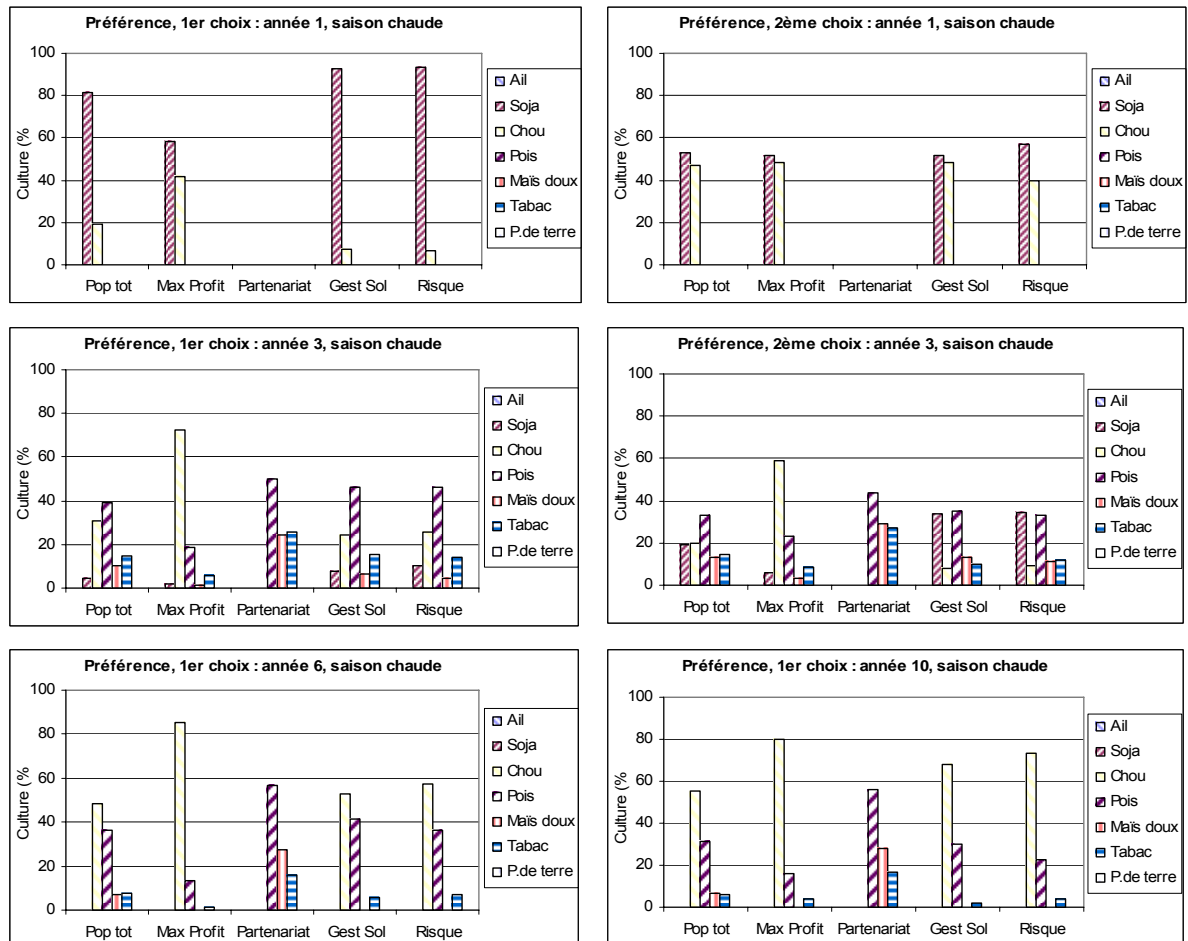 Préférence, 1er choix : année 1, saison chaude
100
80
60
40
20
0
Culture (%
Pop tot Max Profit Partenariat Gest Sol Risque
Ail
Soja
Chou
Pois
Maïs doux
Tabac
P.de terre
Préférence, 2ème choix : année 1, saison chaude
100
80
60
40
20
0
Culture (%
Pop tot Max Profit Partenariat Gest Sol Risque
Ail
Soja
Chou
Pois
Maïs doux
Tabac
P.de terre
Préférence, 1er choix : année 3, saison chaude
100
80
60
40
20
0
Culture (%
Pop tot Max Profit Partenariat Gest Sol Risque
Ail
Soja
Chou
Pois
Maïs doux
Tabac
P.de terre
Préférence, 2ème choix : année 3, saison chaude
100
80
60
40
20
0
Culture (%
Pop tot Max Profit Partenariat Gest Sol Risque
Ail
Soja
Chou
Pois
Maïs doux
Tabac
P.de terre
Préférence, 1er choix : année 6, saison chaude
100
80
60
40
20
0
Culture (%
Pop tot Max Profit Partenariat Gest Sol Risque
Ail
Soja
Chou
Pois
Maïs doux
Tabac
P.de terre
Préférence, 1er choix : année 10, saison chaude
100
80
60
40
20
0
Culture (%
Pop tot Max Profit Partenariat Gest Sol Risque
Ail
Soja
Chou
Pois
Maïs doux
Tabac
P.de terre